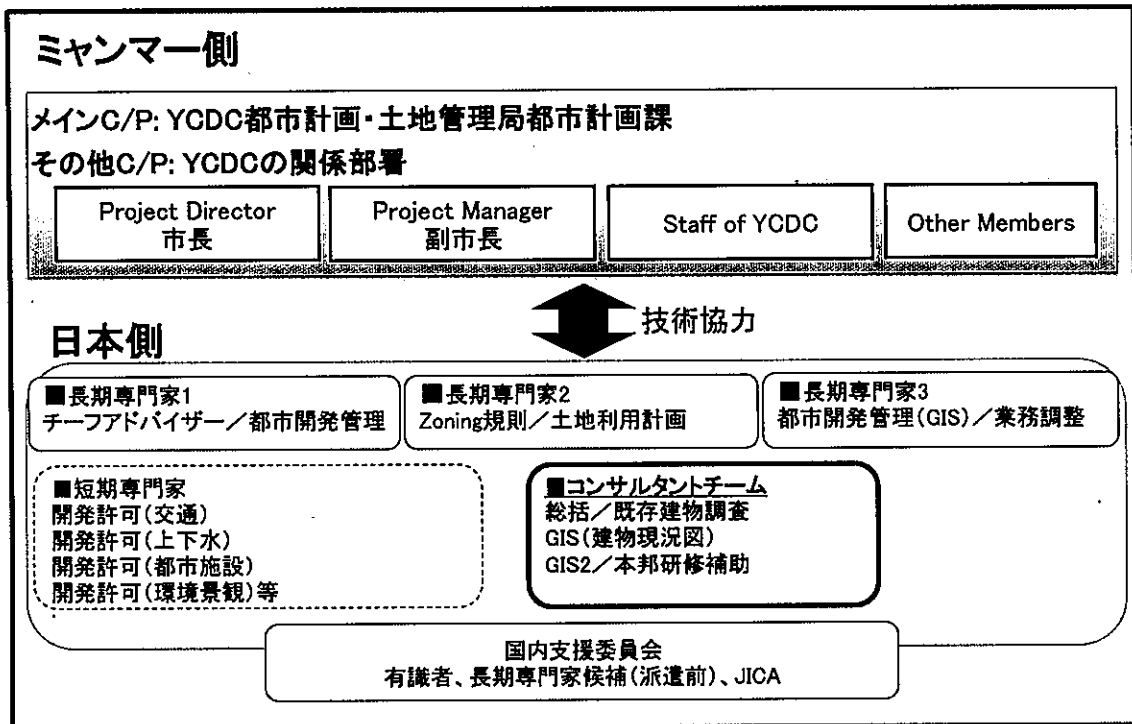 ミャンマー側
メインC/P: YCDC都市計画・土地管理局都市計画課
その他C/P: YCDCの関係部署
Project Director
市長
Project Manager
副市長
Staff of YCDC
Other Members
技術協力
日本側
■長期専門家1
チーフアドバイザー／都市開発管理
■長期専門家2
Zoning規則／土地利用計画
■長期専門家3
都市開発管理(GIS)／業務調整
■短期専門家
開発許可(交通)
開発許可(上下水)
開発許可(都市施設)
開発許可(環境景観)等
■コンサルタントチーム
総括／既存建物調査
GIS(建物現況図)
GIS2／本邦研修補助
国内支援委員会
有識者、長期専門家候補(派遣前)、JICA